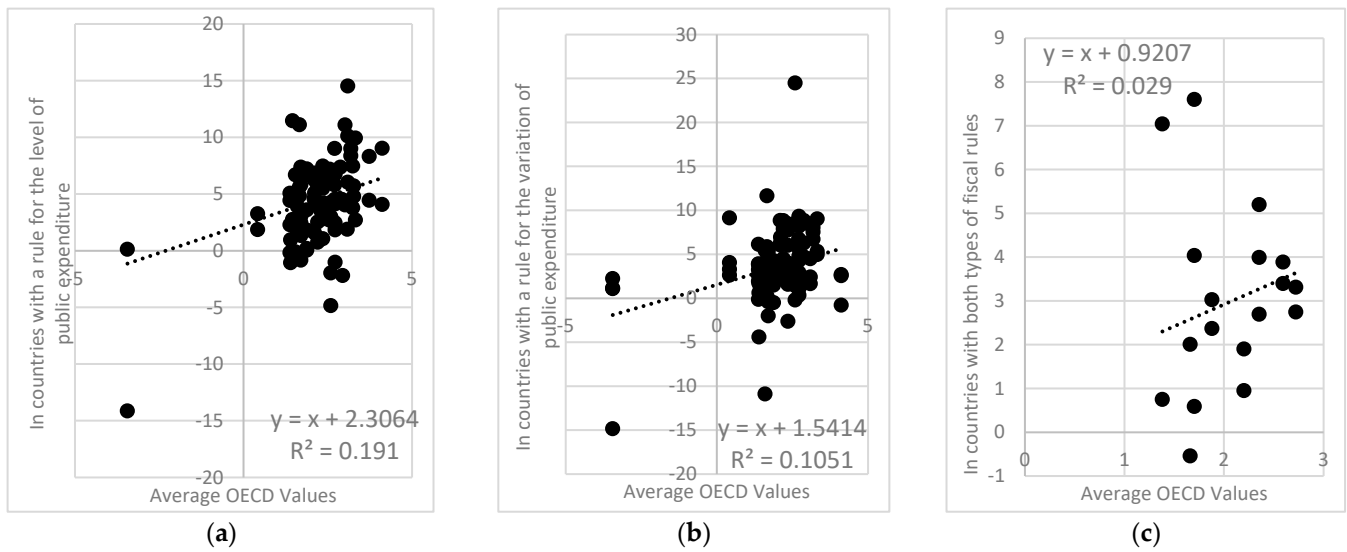 In countries with a rule for the level of
public expenditure
20
15
10
5
0
-5
-10
-15
-20
0
5
y = x + 2.3064
R² = 0.191
Average OECD Values
(a)
In countries with a rule for the variation of
public expenditure
30
25
20
15
10
5
0
-5
-10
-15
-20
-5
0
5
y = x + 1.5414
R² = 0.1051
Average OECD Values
(b)
In countries with both types of fiscal rules
9
8
7
6
5
4
3
2
1
0
-1
0
1
2
3
y = x + 0.9207
R² = 0.029
Average OECD Values
(c)